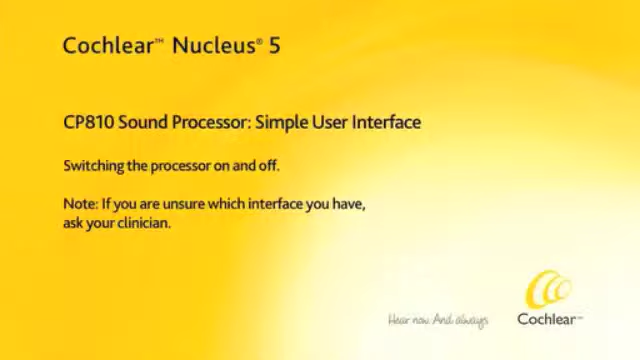 Cochlear™ Nucleus® 5
CP810 Sound Processor: Simple User Interface
Switching the processor on and off.
Note: If you are unsure which interface you have,
ask your clinician.
Hear now. And always
Cochlear™